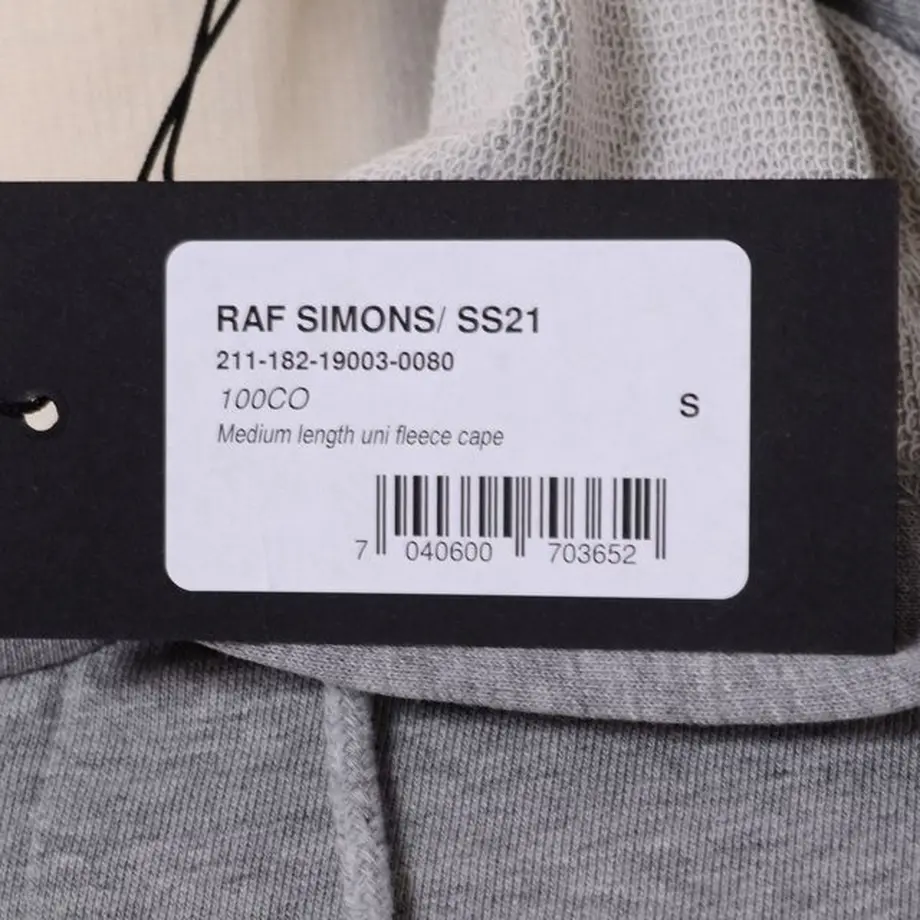 RAF SIMONS/ SS21
211-182-19003-0080
100CO
S
Medium length uni fleece cape
7 040600 703652